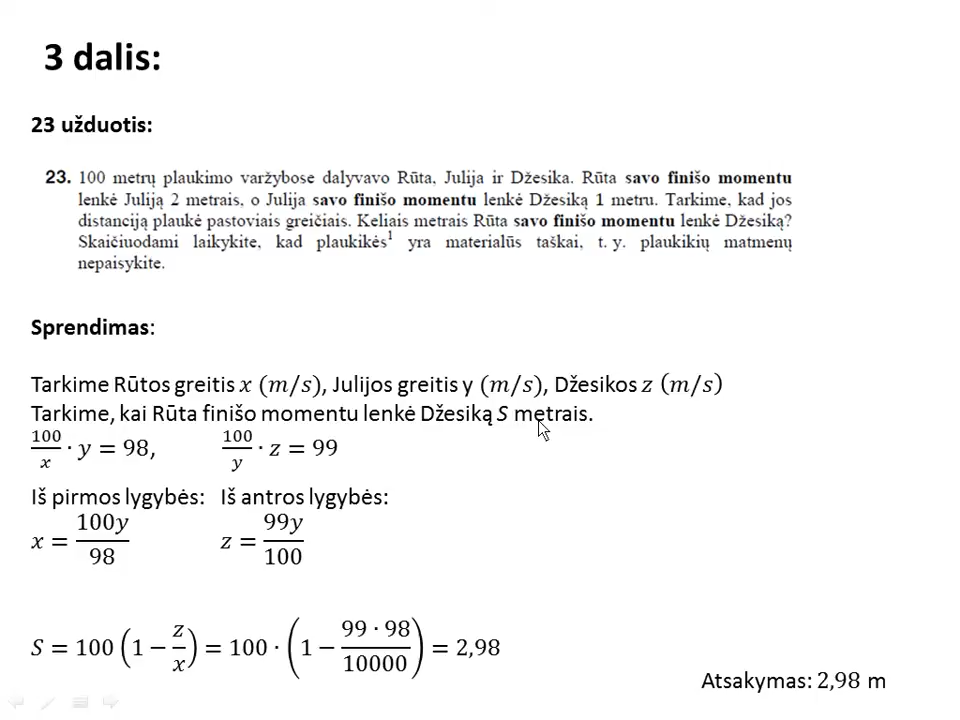 3 dalis:
23 užduotis:
23. 100 metrų plaukimo varžybose dalyvavo Rūta, Julija ir Džesika. Rūta savo finišo momentu
lenkė Juliją 2 metrais, o Julija savo finišo momentu lenkė Džesiką 1 metru. Tarkime, kad jos
distanciją plaukė pastoviais greičiais. Keliais metrais Rūta savo finišo momentu lenkė Džesiką?
Skaičiuodami laikykite, kad plaukikės¹ yra materialūs taškai, t. y. plaukikių matmenų
nepaisykite.
Sprendimas:
Tarkime Rūtos greitis x (m/s), Julijos greitis y (m/s), Džesikos z (m/s)
Tarkime, kai Rūta finišo momentu lenkė Džesiką S metrais.
100/x · y = 98, 100/y · z = 99
Iš pirmos lygybės: Iš antros lygybės:
x = 100y/98 z = 99y/100
S = 100 (1 − z/x) = 100 · (1 − 99 · 98/10000) = 2,98
Atsakymas: 2,98 m